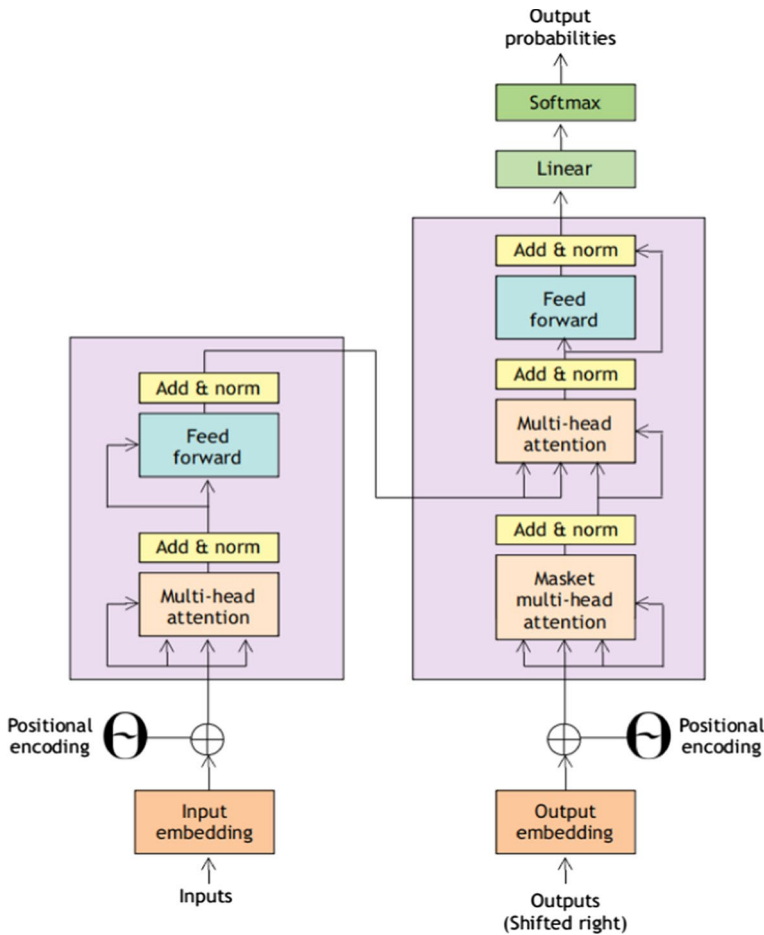 Output
probabilities
Softmax
Linear
Add & norm
Feed
forward
Add & norm
Multi-head
attention
Add & norm
Masket
multi-head
attention
Add & norm
Feed
forward
Add & norm
Multi-head
attention
Positional
encoding
Positional
encoding
Input
embedding
Output
embedding
Inputs
Outputs
(Shifted right)